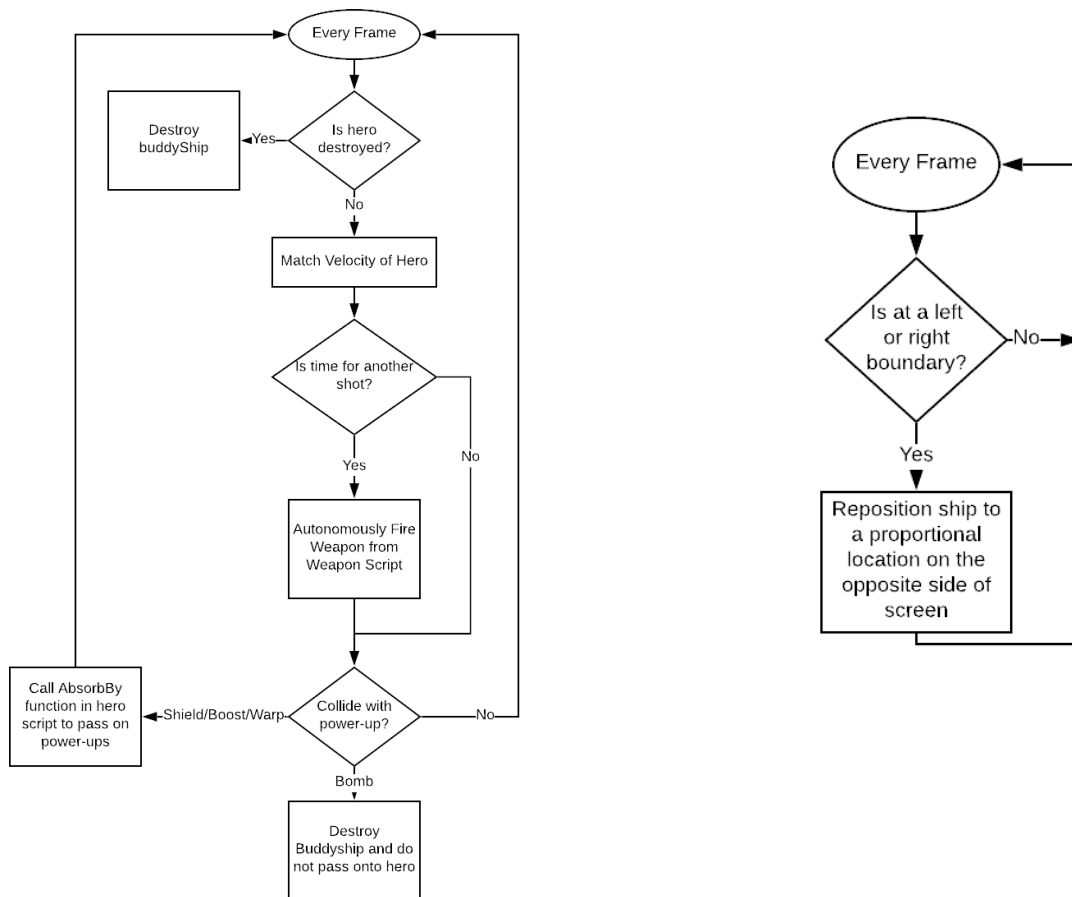 Every Frame
Destroy
buddyShip
Yes
Is hero
destroyed?
No
Match Velocity of Hero
Is time for another
shot?
No
Yes
Autonomously Fire
Weapon from
Weapon Script
Call AbsorbBy
function in hero
script to pass on
power-ups
Shield/Boost/Warp
Collide with
power-up?
No
Bomb
Destroy
Buddyship and do
not pass onto hero
Every Frame
Is at a left
or right
boundary?
No
Yes
Reposition ship to
a proportional
location on the
opposite side of
screen